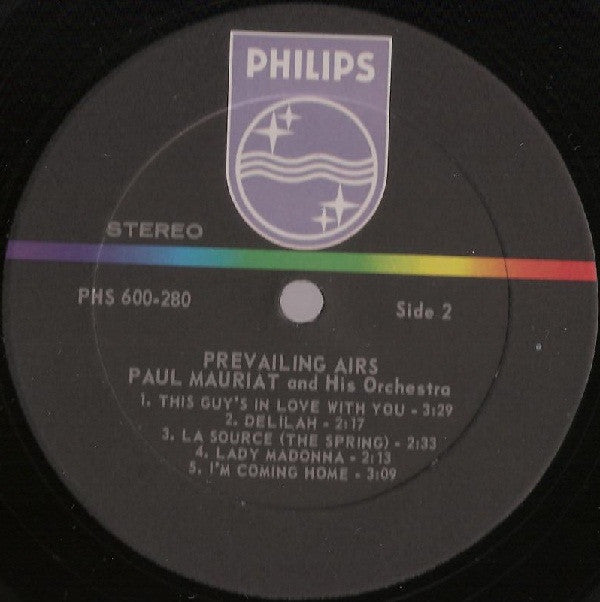 PHILIPS
STEREO
PHS 600-280
Side 2
PREVAILING AIRS
PAUL MAURIAT and His Orchestra
1. THIS GUY'S IN LOVE WITH YOU - 3:29
2. DELILAH - 2:17
3. LA SOURCE (THE SPRING) - 2:33
4. LADY MADONNA - 2:13
5. I'M COMING HOME - 3:09